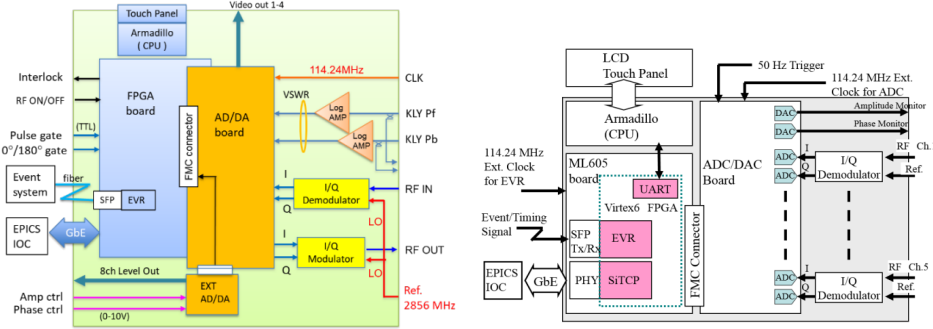 Video out 1-4
Touch Panel
Armadillo
( CPU )
114.24MHz
CLK
Interlock
RF ON/OFF
FPGA
board
AD/DA
board
VSWR
Log
AMP
KLY Pf
Log
AMP
KLY Pb
FMC connector
Pulse gate
(TTL)
0°/180° gate
Event
system
fiber
SFP
EVR
I
Q
I/Q
Demodulator
RF IN
LO
EPICS
IOC
GbE
I
Q
I/Q
Modulator
RF OUT
LO
8ch Level Out
EXT
AD/DA
Ref.
2856 MHz
Amp ctrl
Phase ctrl
(0-10V)
LCD
Touch Panel
50 Hz Trigger
114.24 MHz Ext.
Clock for ADC
Armadillo
(CPU)
DAC
Amplitude Monitor
DAC
Phase Monitor
114.24 MHz
Ext. Clock
for EVR
ML605
board
UART
Virtex6 FPGA
ADC/DAC
Board
ADC
I
ADC
Q
I/Q
Demodulator
RF Ch.
Ref.
Event/Timing
Signal
SFP
Tx/Rx
EVR
FMC Connector
EPICS
IOC
GbE
PHY
SiTCP
ADC
I
ADC
Q
I/Q
Demodulator
RF Ch.5
Ref.